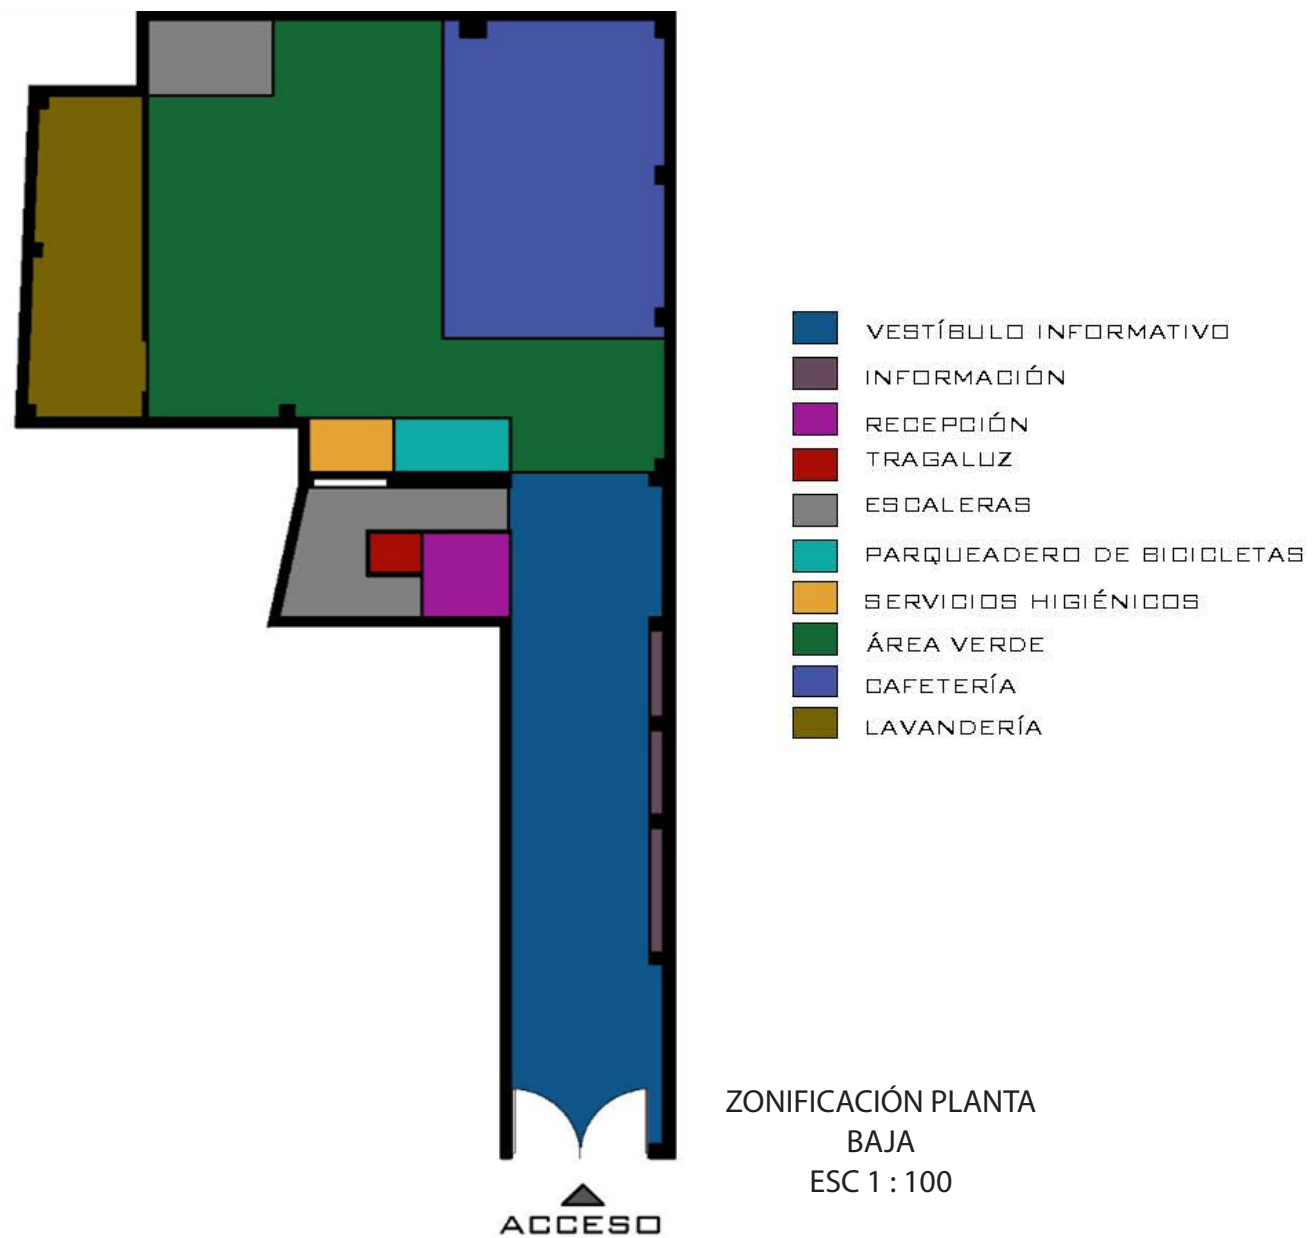 VESTÍBULO INFORMATIVO
INFORMACIÓN
RECEPCIÓN
TRAGALUZ
ESCALERAS
PARQUEADERO DE BICICLETAS
SERVICIOS HIGIÉNICOS
ÁREA VERDE
CAFETERÍA
LAVANDERÍA
ZONIFICACIÓN PLANTA
BAJA
ESC 1 : 100
ACCESO